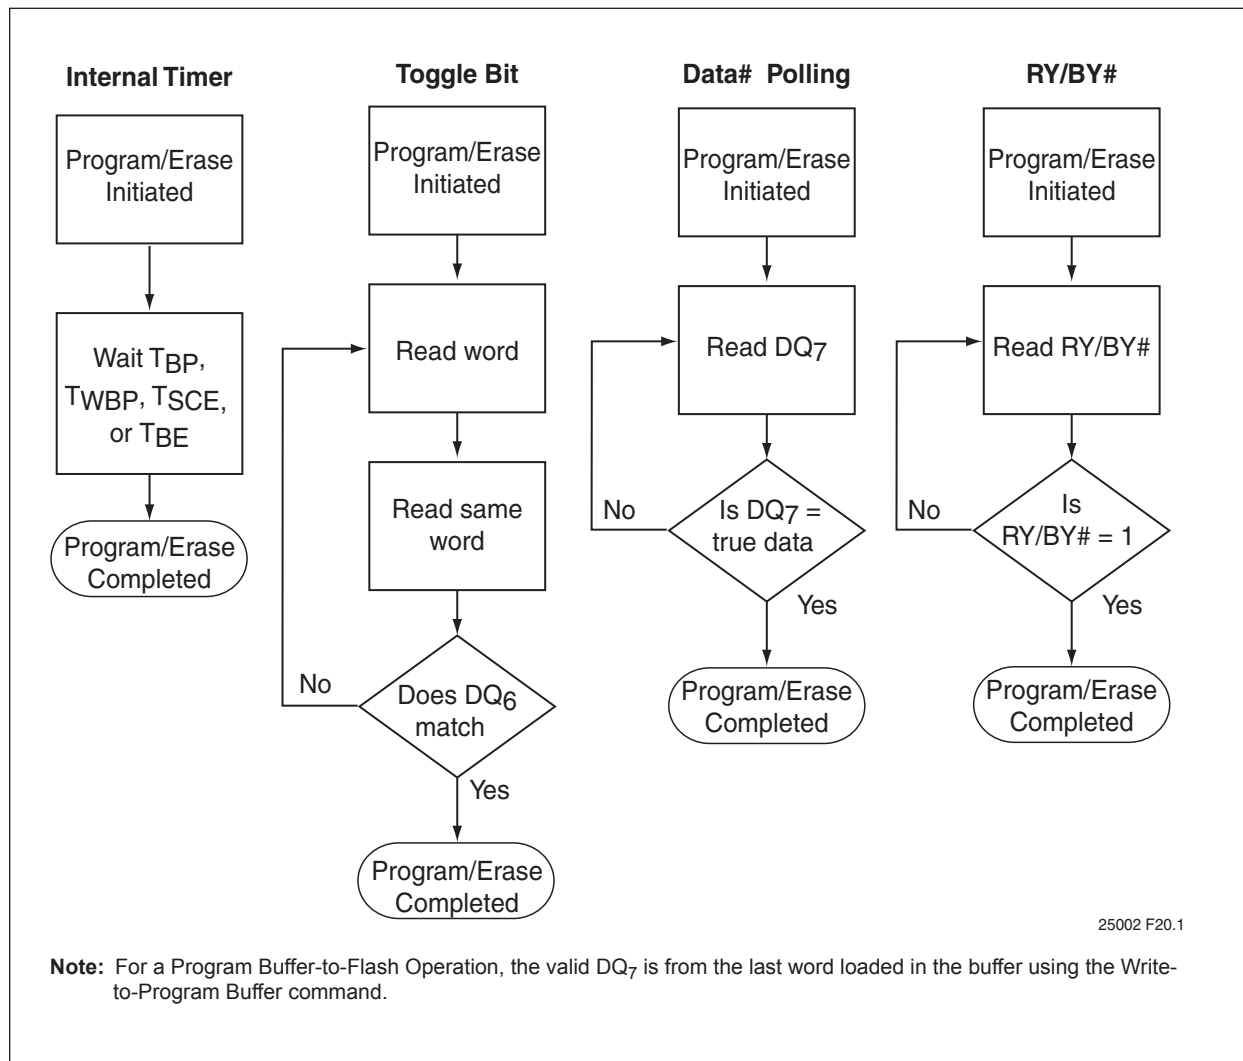 Internal Timer
Program/Erase
Initiated
Wait TBP,
TWBP, TSCE,
or TBE
Program/Erase
Completed
Toggle Bit
Program/Erase
Initiated
Read word
Read same
word
No
Does DQ6
match
Yes
Program/Erase
Completed
Data# Polling
Program/Erase
Initiated
Read DQ7
No
Is DQ7 =
true data
Yes
Program/Erase
Completed
RY/BY#
Program/Erase
Initiated
Read RY/BY#
No
Is
RY/BY# = 1
Yes
Program/Erase
Completed
25002 F20.1
Note: For a Program Buffer-to-Flash Operation, the valid DQ7 is from the last word loaded in the buffer using the Write-
to-Program Buffer command.